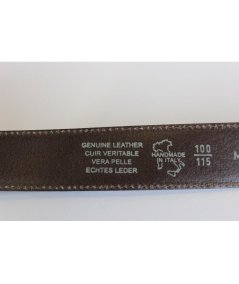 GENUINE LEATHER
CUIR VERITABLE
VERA PELLE
ECHTES LEDER
HANDMADE
IN ITALY
100
115
M